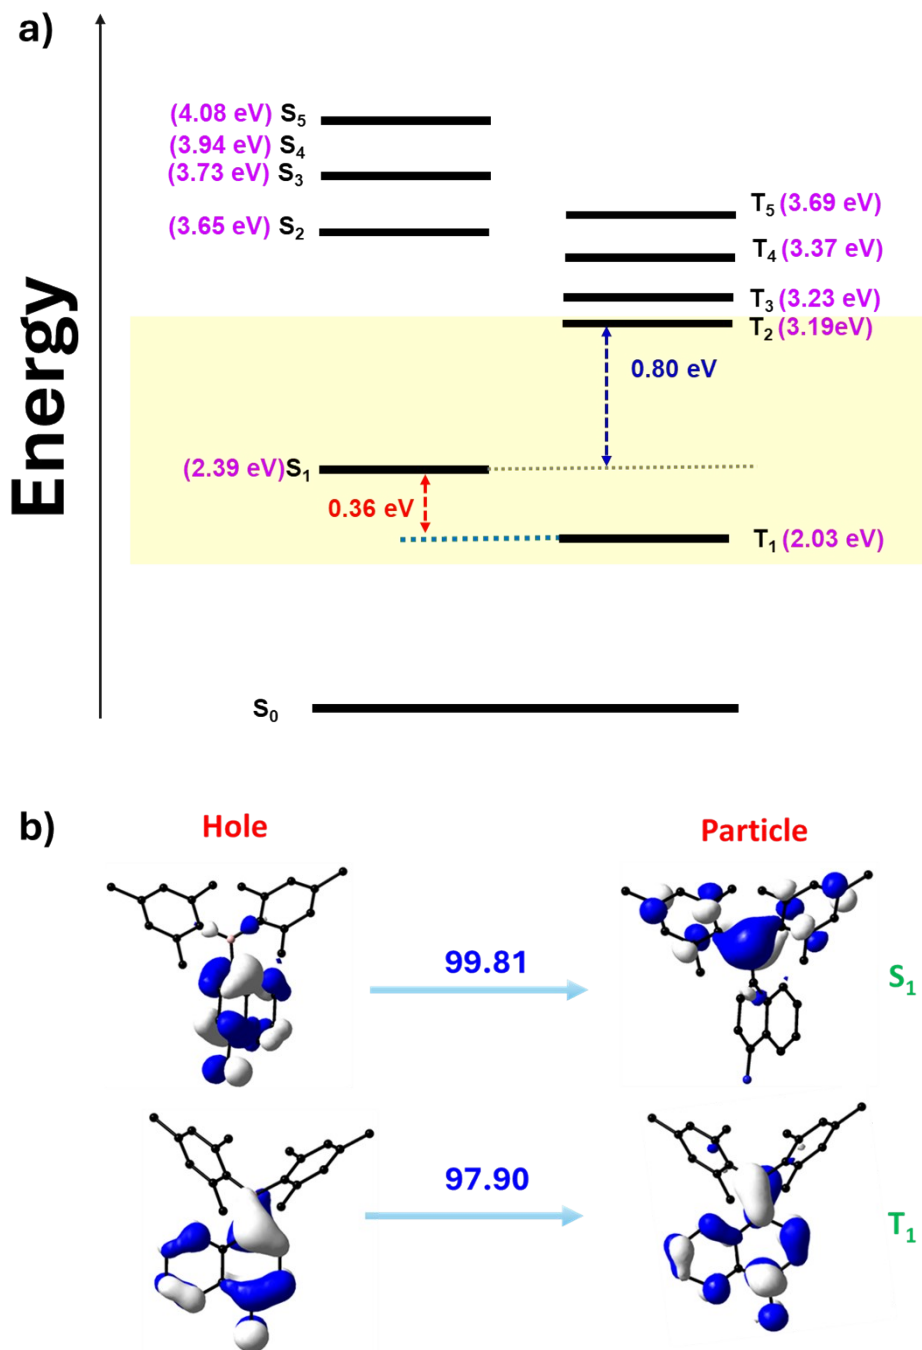 a)
Energy
(4.08 eV) S₅
(3.94 eV) S₄
(3.73 eV) S₃
(3.65 eV) S₂
T₅ (3.69 eV)
T₄ (3.37 eV)
T₃ (3.23 eV)
T₂ (3.19eV)
0.80 eV
(2.39 eV)S₁
0.36 eV
T₁ (2.03 eV)
S₀
b)
Hole
Particle
99.81
S₁
97.90
T₁